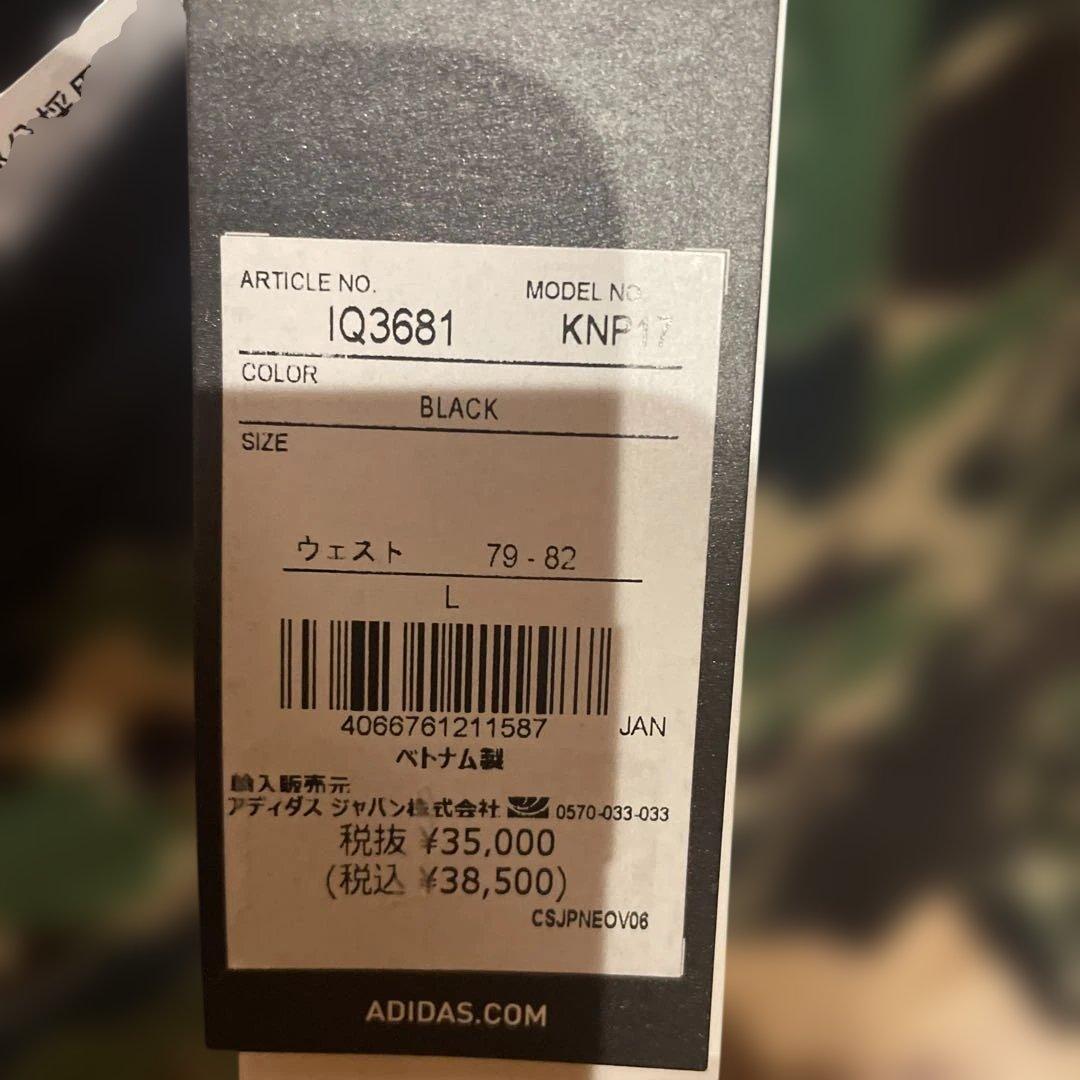 ARTICLE NO.
MODEL NO.
IQ3681
KNP17
COLOR
BLACK
SIZE
ウェスト 79 - 82
L
4066761211587 JAN
ベトナム製
輸入販売元
アディダス ジャパン株式会社 0570-033-033
税抜 ¥35,000
(税込 ¥38,500)
CSJPNEOV06
ADIDAS.COM